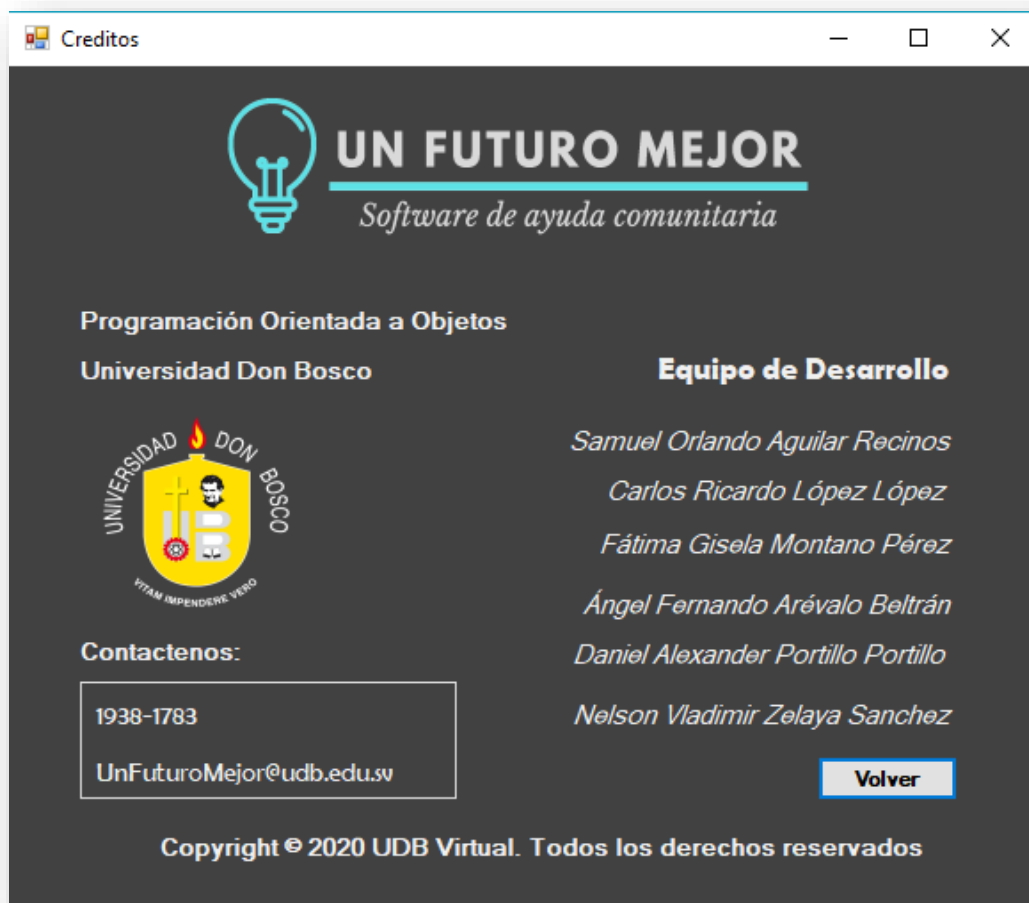 Creditos
UN FUTURO MEJOR
Software de ayuda comunitaria
Programación Orientada a Objetos
Universidad Don Bosco
UNIVERSIDAD DON BOSCO
UB
VITAM IMPENDERE VERO
Contactenos:
1938-1783
UnFuturoMejor@udb.edu.sv
Equipo de Desarrollo
Samuel Orlando Aguilar Recinos
Carlos Ricardo López López
Fátima Gisela Montano Pérez
Ángel Fernando Arévalo Beltrán
Daniel Alexander Portillo Portillo
Nelson Vladimir Zelaya Sanchez
Volver
Copyright © 2020 UDB Virtual. Todos los derechos reservados